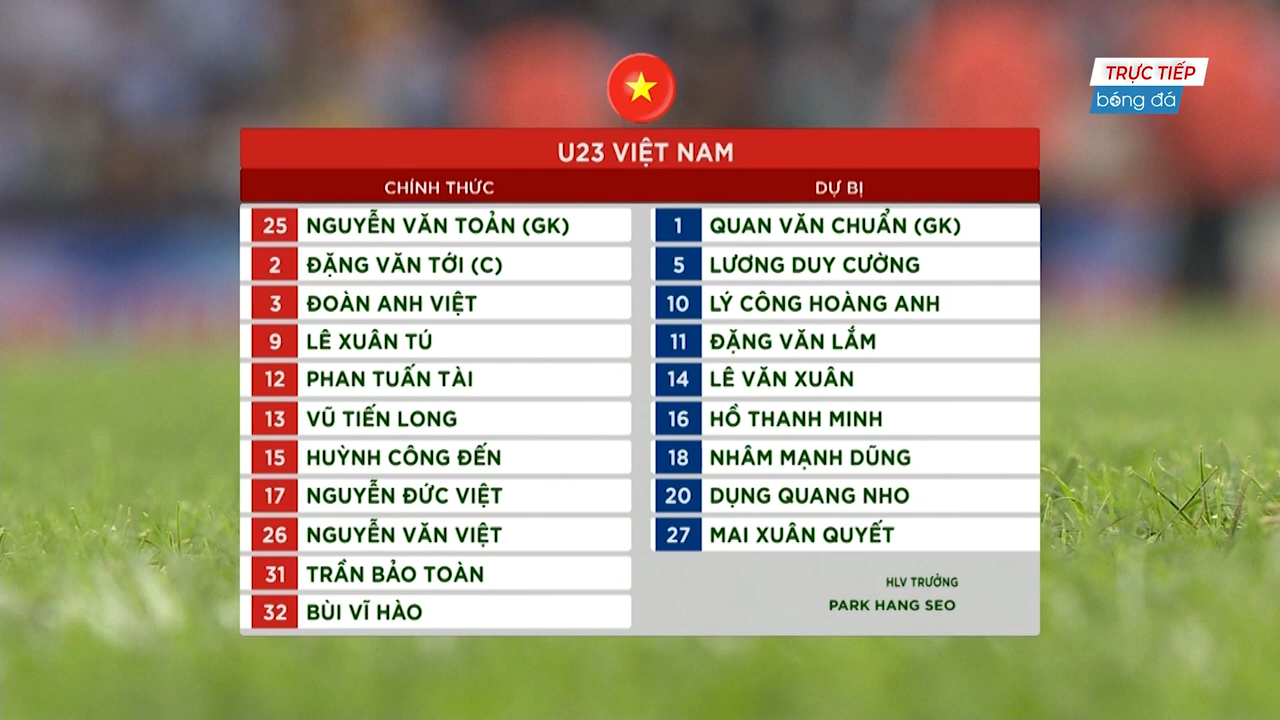 TRỰC TIẾP
bóng đá
U23 VIỆT NAM
CHÍNH THỨC
25 NGUYỄN VĂN TOẢN (GK)
2 ĐẶNG VĂN TỚI (C)
3 ĐOÀN ANH VIỆT
9 LÊ XUÂN TÚ
12 PHAN TUẤN TÀI
13 VŨ TIẾN LONG
15 HUỲNH CÔNG ĐẾN
17 NGUYỄN ĐỨC VIỆT
26 NGUYỄN VĂN VIỆT
31 TRẦN BẢO TOÀN
32 BÙI VĨ HÀO
DỰ BỊ
1 QUAN VĂN CHUẨN (GK)
5 LƯƠNG DUY CƯỜNG
10 LÝ CÔNG HOÀNG ANH
11 ĐẶNG VĂN LẮM
14 LÊ VĂN XUÂN
16 HỒ THANH MINH
18 NHÂM MẠNH DŨNG
20 DỤNG QUANG NHO
27 MAI XUÂN QUYẾT
HLV TRƯỞNG
PARK HANG SEO